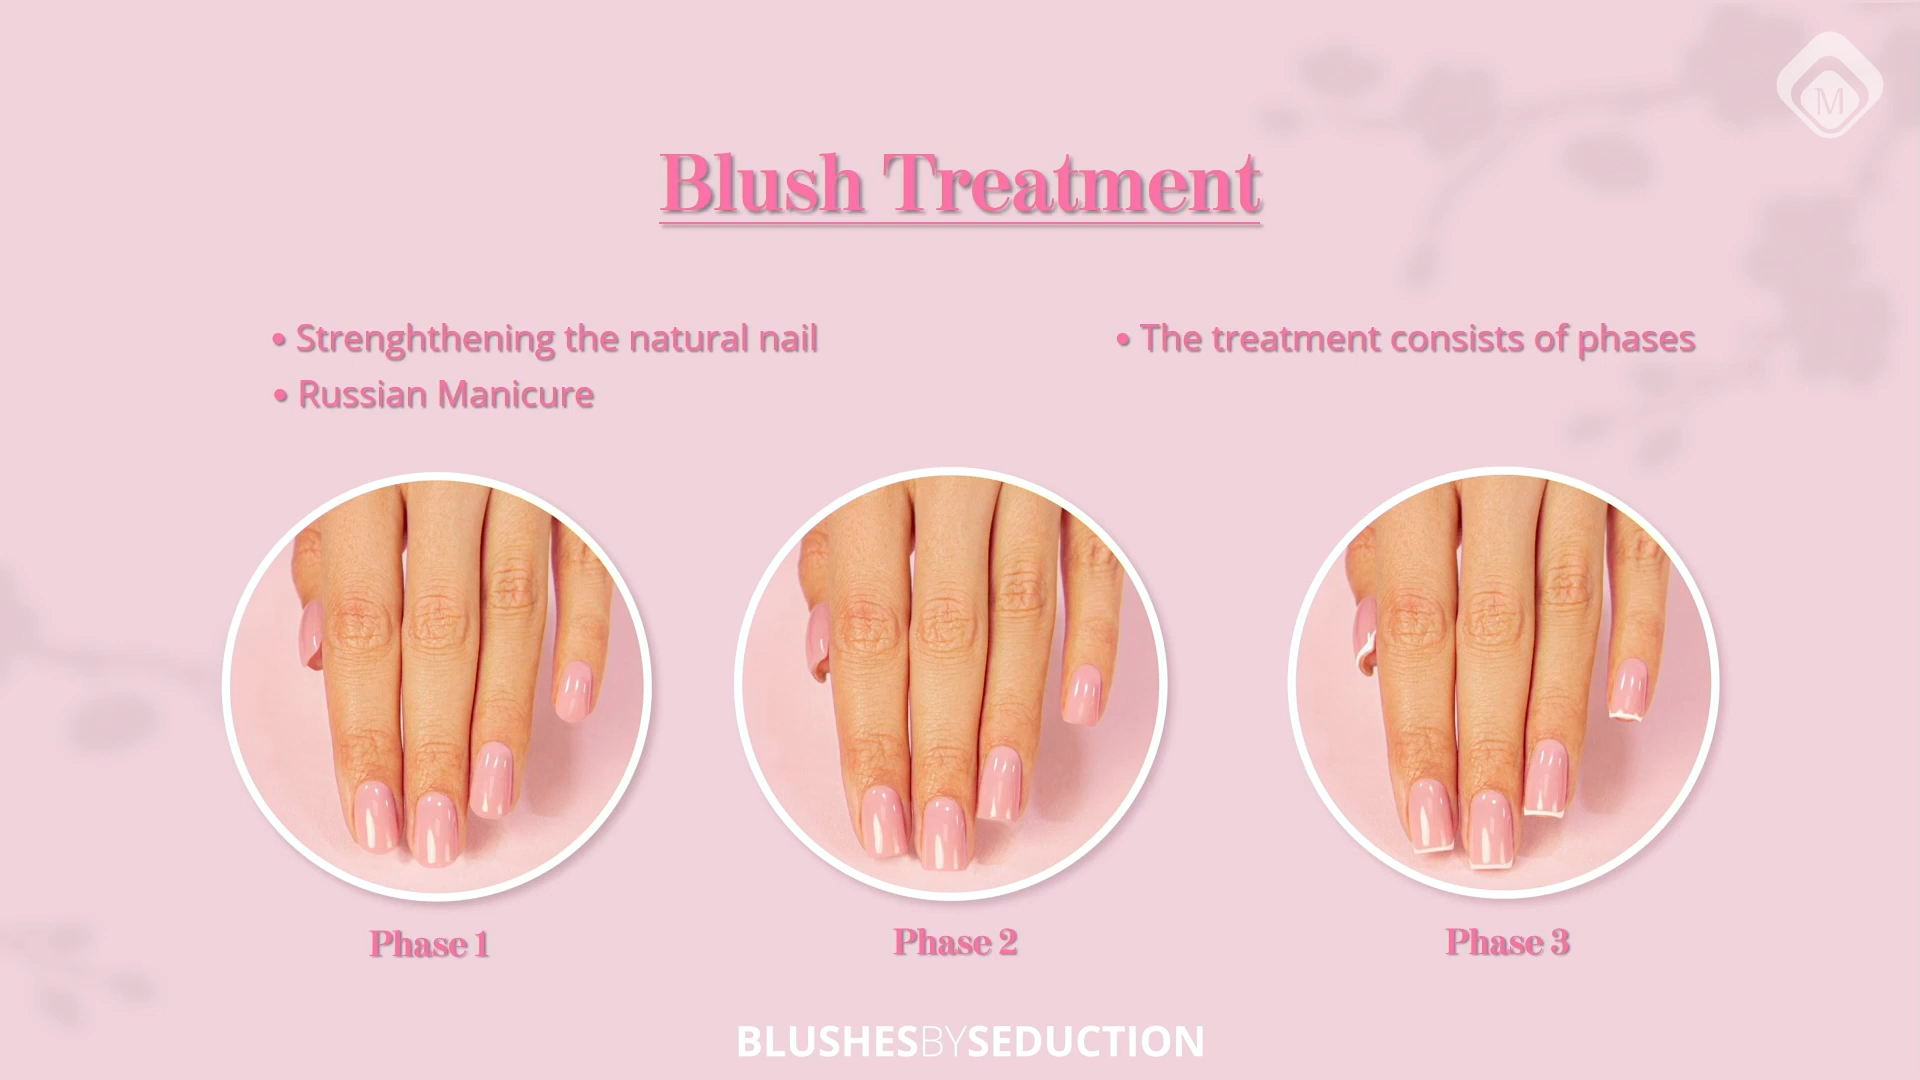 M
Blush Treatment
• Strenghthening the natural nail
• Russian Manicure
• The treatment consists of phases
Phase 1
Phase 2
Phase 3
BLUSHESBYSEDUCTION